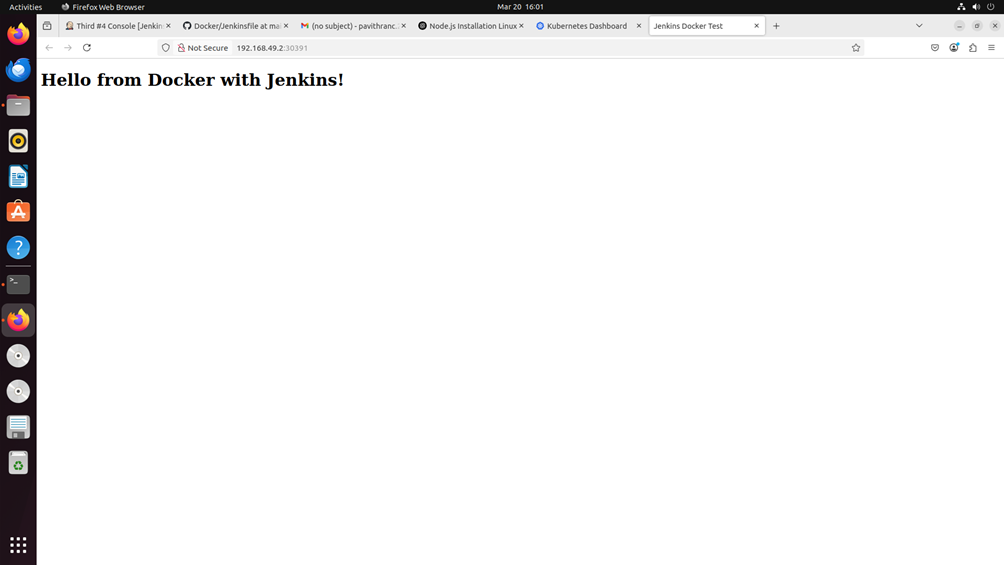 Activities
Firefox Web Browser
Mar 20 16:01
Third #4 Console [Jenkin
Docker/Jenkinsfile at ma
(no subject) - pavithranc..
Node.js Installation Linux
Kubernetes Dashboard
Jenkins Docker Test
Not Secure
192.168.49.2:30391
Hello from Docker with Jenkins!